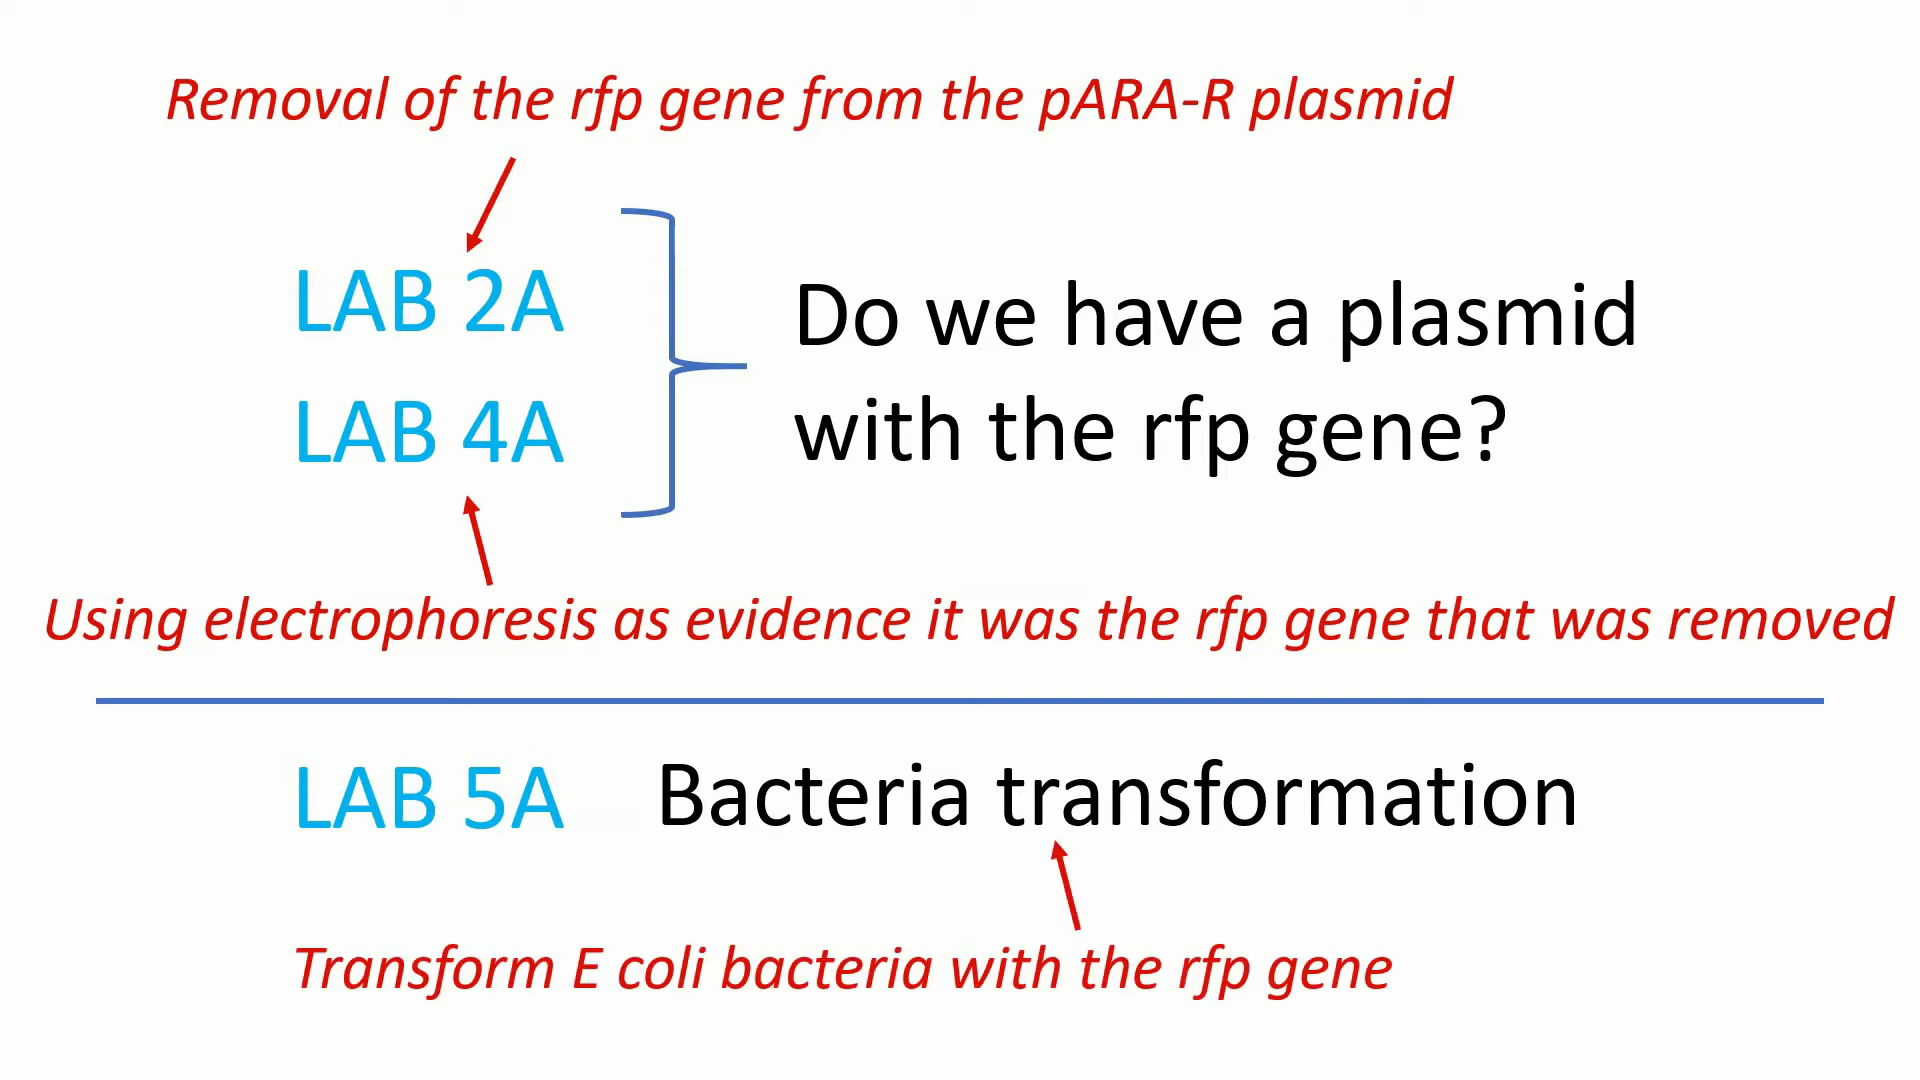 Removal of the rfp gene from the pARA-R plasmid
LAB 2A
LAB 4A
Do we have a plasmid
with the rfp gene?
Using electrophoresis as evidence it was the rfp gene that was removed
LAB 5A Bacteria transformation
Transform E coli bacteria with the rfp gene